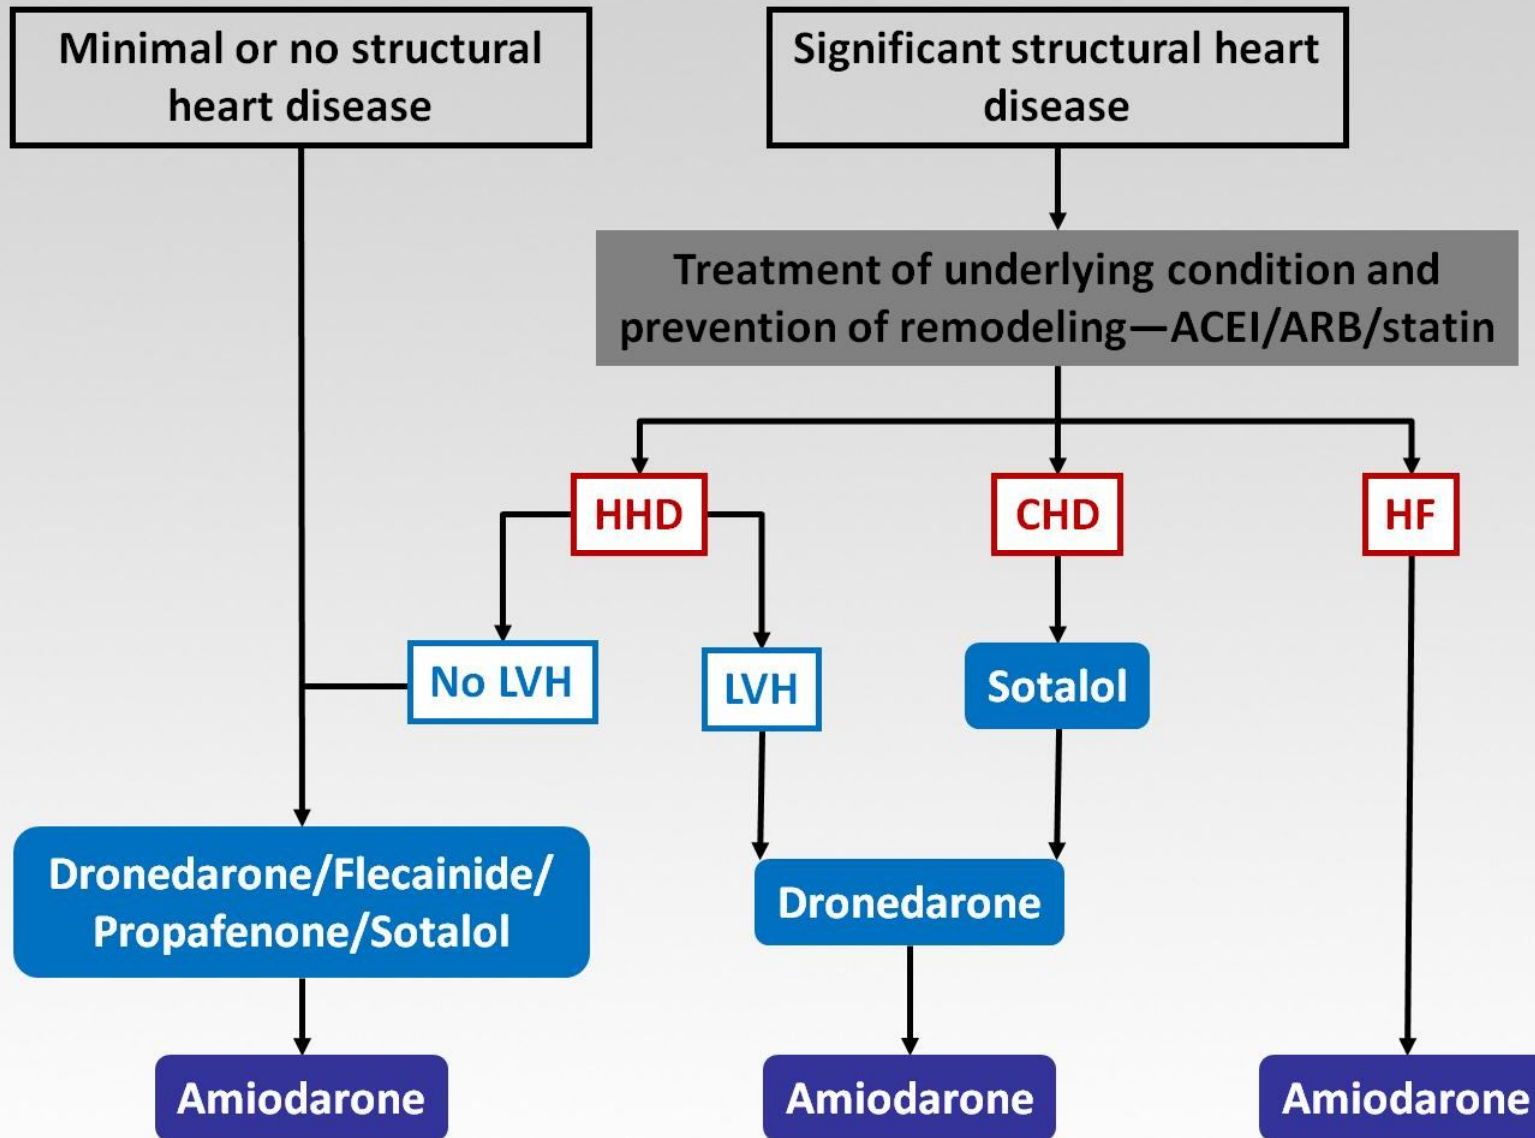 Minimal or no structural
heart disease
Significant structural heart
disease
Treatment of underlying condition and
prevention of remodeling—ACEI/ARB/statin
HHD
CHD
HF
No LVH
LVH
Sotalol
Dronedarone/Flecainide/
Propafenone/Sotalol
Dronedarone
Amiodarone
Amiodarone
Amiodarone